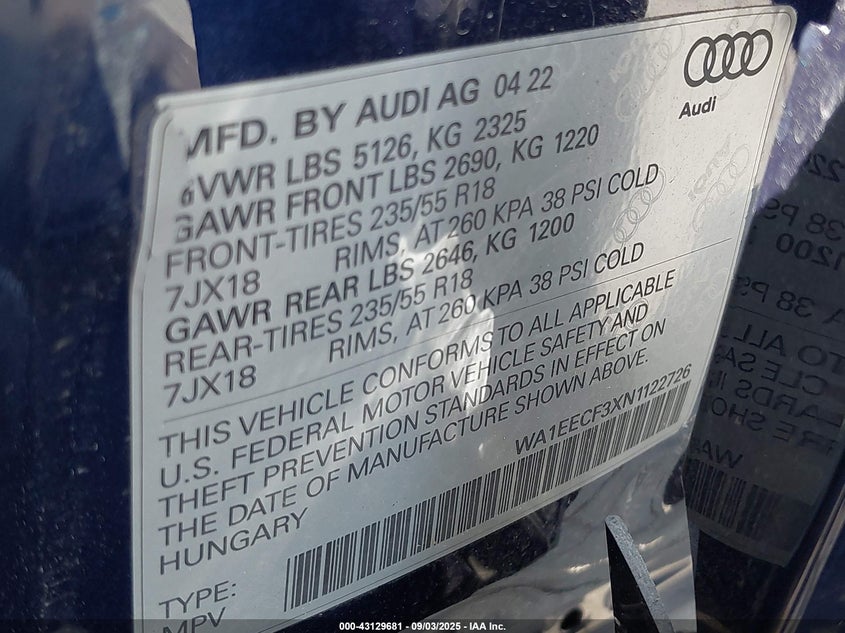 Audi
MFD. BY AUDI AG 04 22
GVWR LBS 5126, KG 2325
GAWR FRONT LBS 2690, KG 1220
FRONT-TIRES 235/55 R18
7JX18 RIMS, AT 260 KPA 38 PSI COLD
GAWR REAR LBS 2646, KG 1200
REAR-TIRES 235/55 R18
7JX18 RIMS, AT 260 KPA 38 PSI COLD
THIS VEHICLE CONFORMS TO ALL APPLICABLE
U.S. FEDERAL MOTOR VEHICLE SAFETY AND
THEFT PREVENTION STANDARDS IN EFFECT ON
THE DATE OF MANUFACTURE SHOWN ABOVE.
HUNGARY WA1EECF3XN1122726
TYPE:
MPV
000-43129681 - 09/03/2025 - IAA Inc.